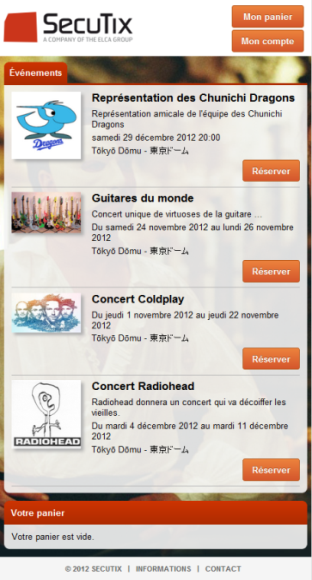 SECUTIX
A COMPANY OF THE ELCA GROUP
Mon panier
Mon compte
Événements
Représentation des Chunichi Dragons
Représentation amicale de l'équipe des Chunichi
Dragons
samedi 29 décembre 2012 20:00
Tōkyō Dōmu - 東京ドーム
Dragons
Réserver
Guitares du monde
Concert unique de virtuoses de la guitare ...
Du samedi 24 novembre 2012 au lundi 26 novembre
2012
Tōkyō Dōmu - 東京ドーム
Réserver
Concert Coldplay
Du jeudi 1 novembre 2012 au jeudi 22 novembre
2012
Tōkyō Dōmu - 東京ドーム
Réserver
Concert Radiohead
Radiohead donnera un concert qui va décoiffer les
vieilles.
Du mardi 4 décembre 2012 au mardi 11 décembre
2012
Tōkyō Dōmu - 東京ドーム
RADIOHEAD
Réserver
Votre panier
Votre panier est vide.
© 2012 SECUTIX | INFORMATIONS | CONTACT